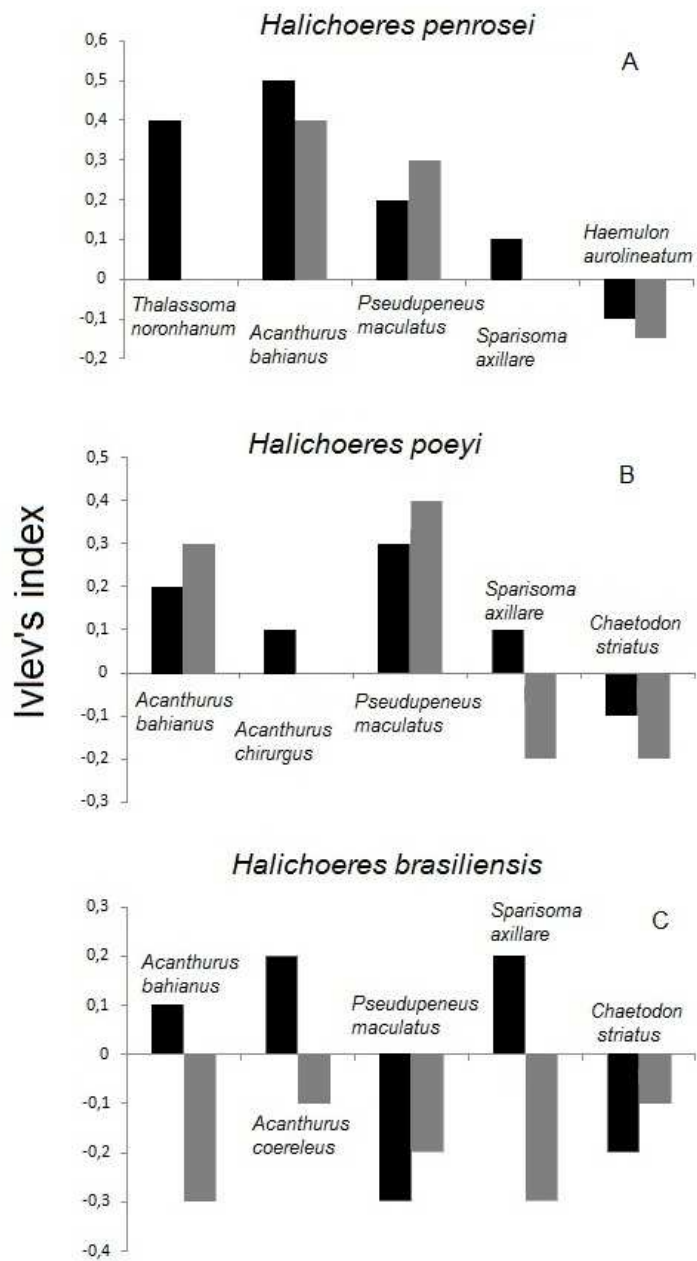 Halichoeres penrosei
A
0,6
0,5
0,4
0,3
0,2
0,1
0
-0,1
-0,2
Thalassoma
noronhanum
Acanthurus
bahianus
Pseudupeneus
maculatus
Sparisoma
axillare
Haemulon
aurolineatum
Halichoeres poeyi
B
0,5
0,4
0,3
0,2
0,1
0
-0,1
-0,2
-0,3
Acanthurus
bahianus
Acanthurus
chirurgus
Pseudupeneus
maculatus
Sparisoma
axillare
Chaetodon
striatus
Ivlev's index
Halichoeres brasiliensis
C
0,3
0,2
0,1
0
-0,1
-0,2
-0,3
-0,4
Acanthurus
bahianus
Acanthurus
coereleus
Pseudupeneus
maculatus
Sparisoma
axillare
Chaetodon
striatus